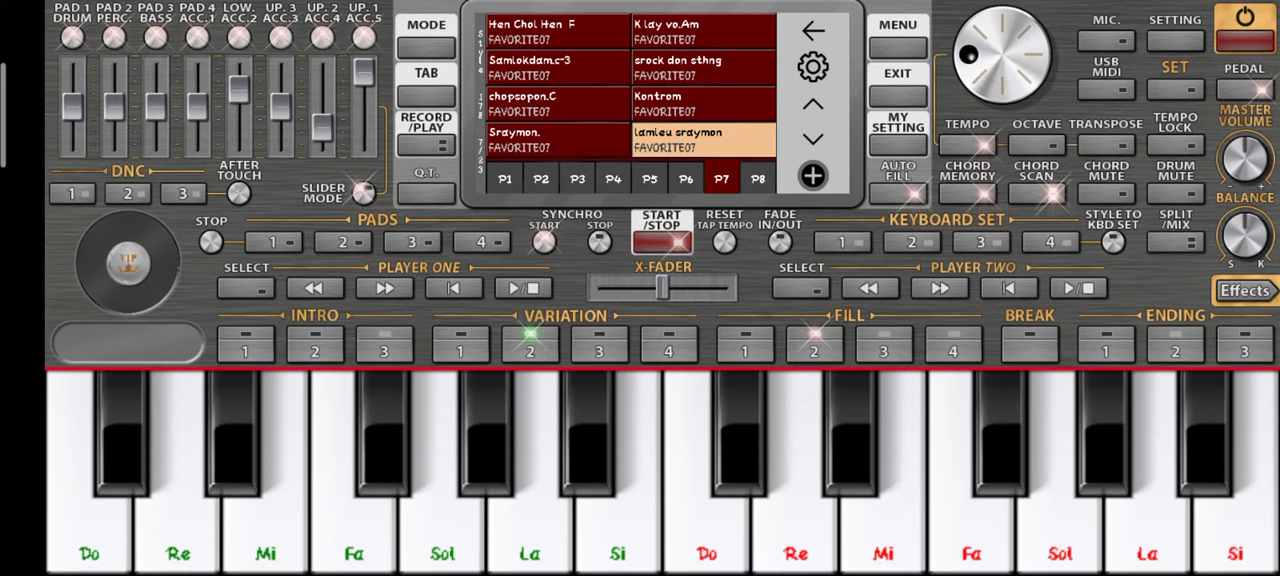 PAD 1 PAD 2 PAD 3 PAD 4 LOW. UP. 3 UP. 2 UP. 1
DRUM PERC. BASS ACC.1 ACC.2 ACC.3 ACC.4 ACC.5
DNC
1 2 3
AFTER
TOUCH
SLIDER
MODE
MODE
TAB
RECORD
/PLAY
Q.T.
Style
178
7/23
Hen Chol Hen F
FAVORITE07
K lay vo.Am
FAVORITE07
Samlokdam.c-3
FAVORITE07
srock don sthng
FAVORITE07
chopsopon.C
FAVORITE07
Kontrom
FAVORITE07
Sraymon.
FAVORITE07
lamleu sraymon
FAVORITE07
P1 P2 P3 P4 P5 P6 P7 P8
MENU
EXIT
MY
SETTING
AUTO
FILL
MIC.
SETTING
USB
MIDI
SET
PEDAL
MASTER
VOLUME
- +
BALANCE
S K
TEMPO OCTAVE TRANSPOSE TEMPO
LOCK
CHORD
MEMORY
CHORD
SCAN
CHORD
MUTE
DRUM
MUTE
VIP
STOP
PADS
1 2 3 4
SYNCHRO
START STOP
START
/STOP
RESET
TAP TEMPO
FADE
IN/OUT
KEYBOARD SET
1 2 3 4
STYLE TO
KBD SET
SPLIT
/MIX
SELECT
PLAYER ONE
X-FADER
SELECT
PLAYER TWO
Effects
INTRO
1 2 3
VARIATION
1 2 3 4
FILL
1 2 3 4
BREAK
ENDING
1 2 3
Do Re Mi Fa Sol La Si Do Re Mi Fa Sol La Si